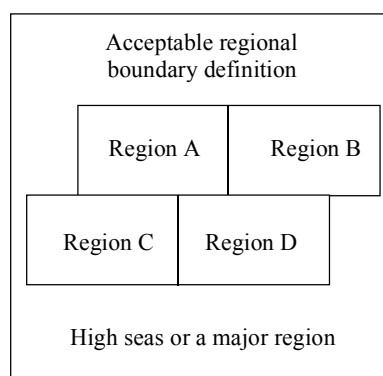 Acceptable regional
boundary definition
Region A
Region B
Region C
Region D
High seas or a major region